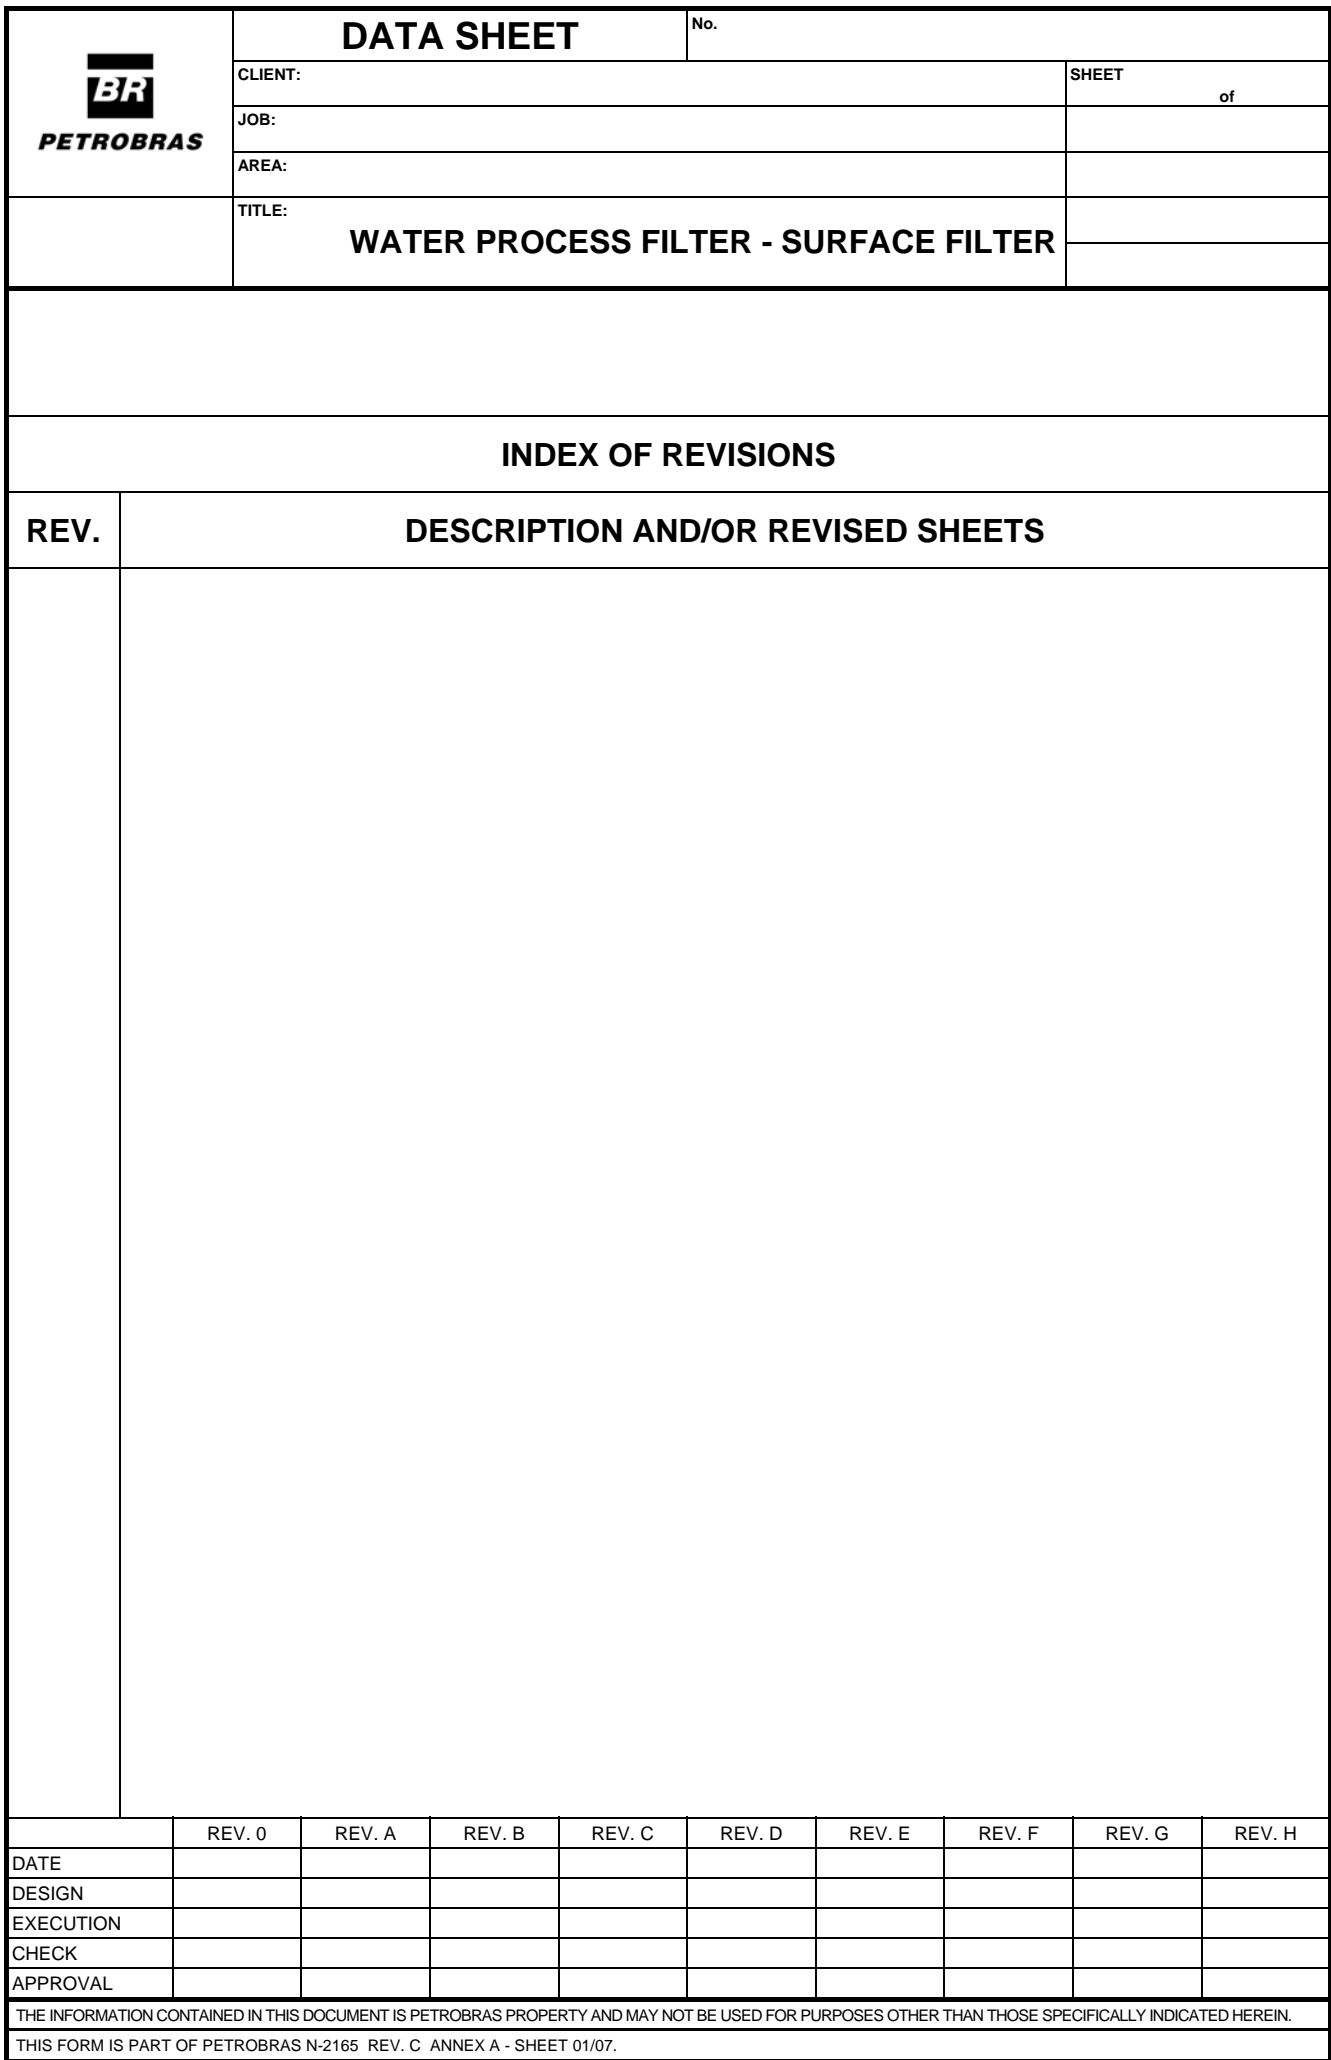 BR
PETROBRAS
DATA SHEET
No.
CLIENT:
SHEET
of
JOB:
AREA:
TITLE:
WATER PROCESS FILTER - SURFACE FILTER
INDEX OF REVISIONS
REV. DESCRIPTION AND/OR REVISED SHEETS
REV. 0 REV. A REV. B REV. C REV. D REV. E REV. F REV. G REV. H
DATE
DESIGN
EXECUTION
CHECK
APPROVAL
THE INFORMATION CONTAINED IN THIS DOCUMENT IS PETROBRAS PROPERTY AND MAY NOT BE USED FOR PURPOSES OTHER THAN THOSE SPECIFICALLY INDICATED HEREIN.
THIS FORM IS PART OF PETROBRAS N-2165 REV. C ANNEX A - SHEET 01/07.